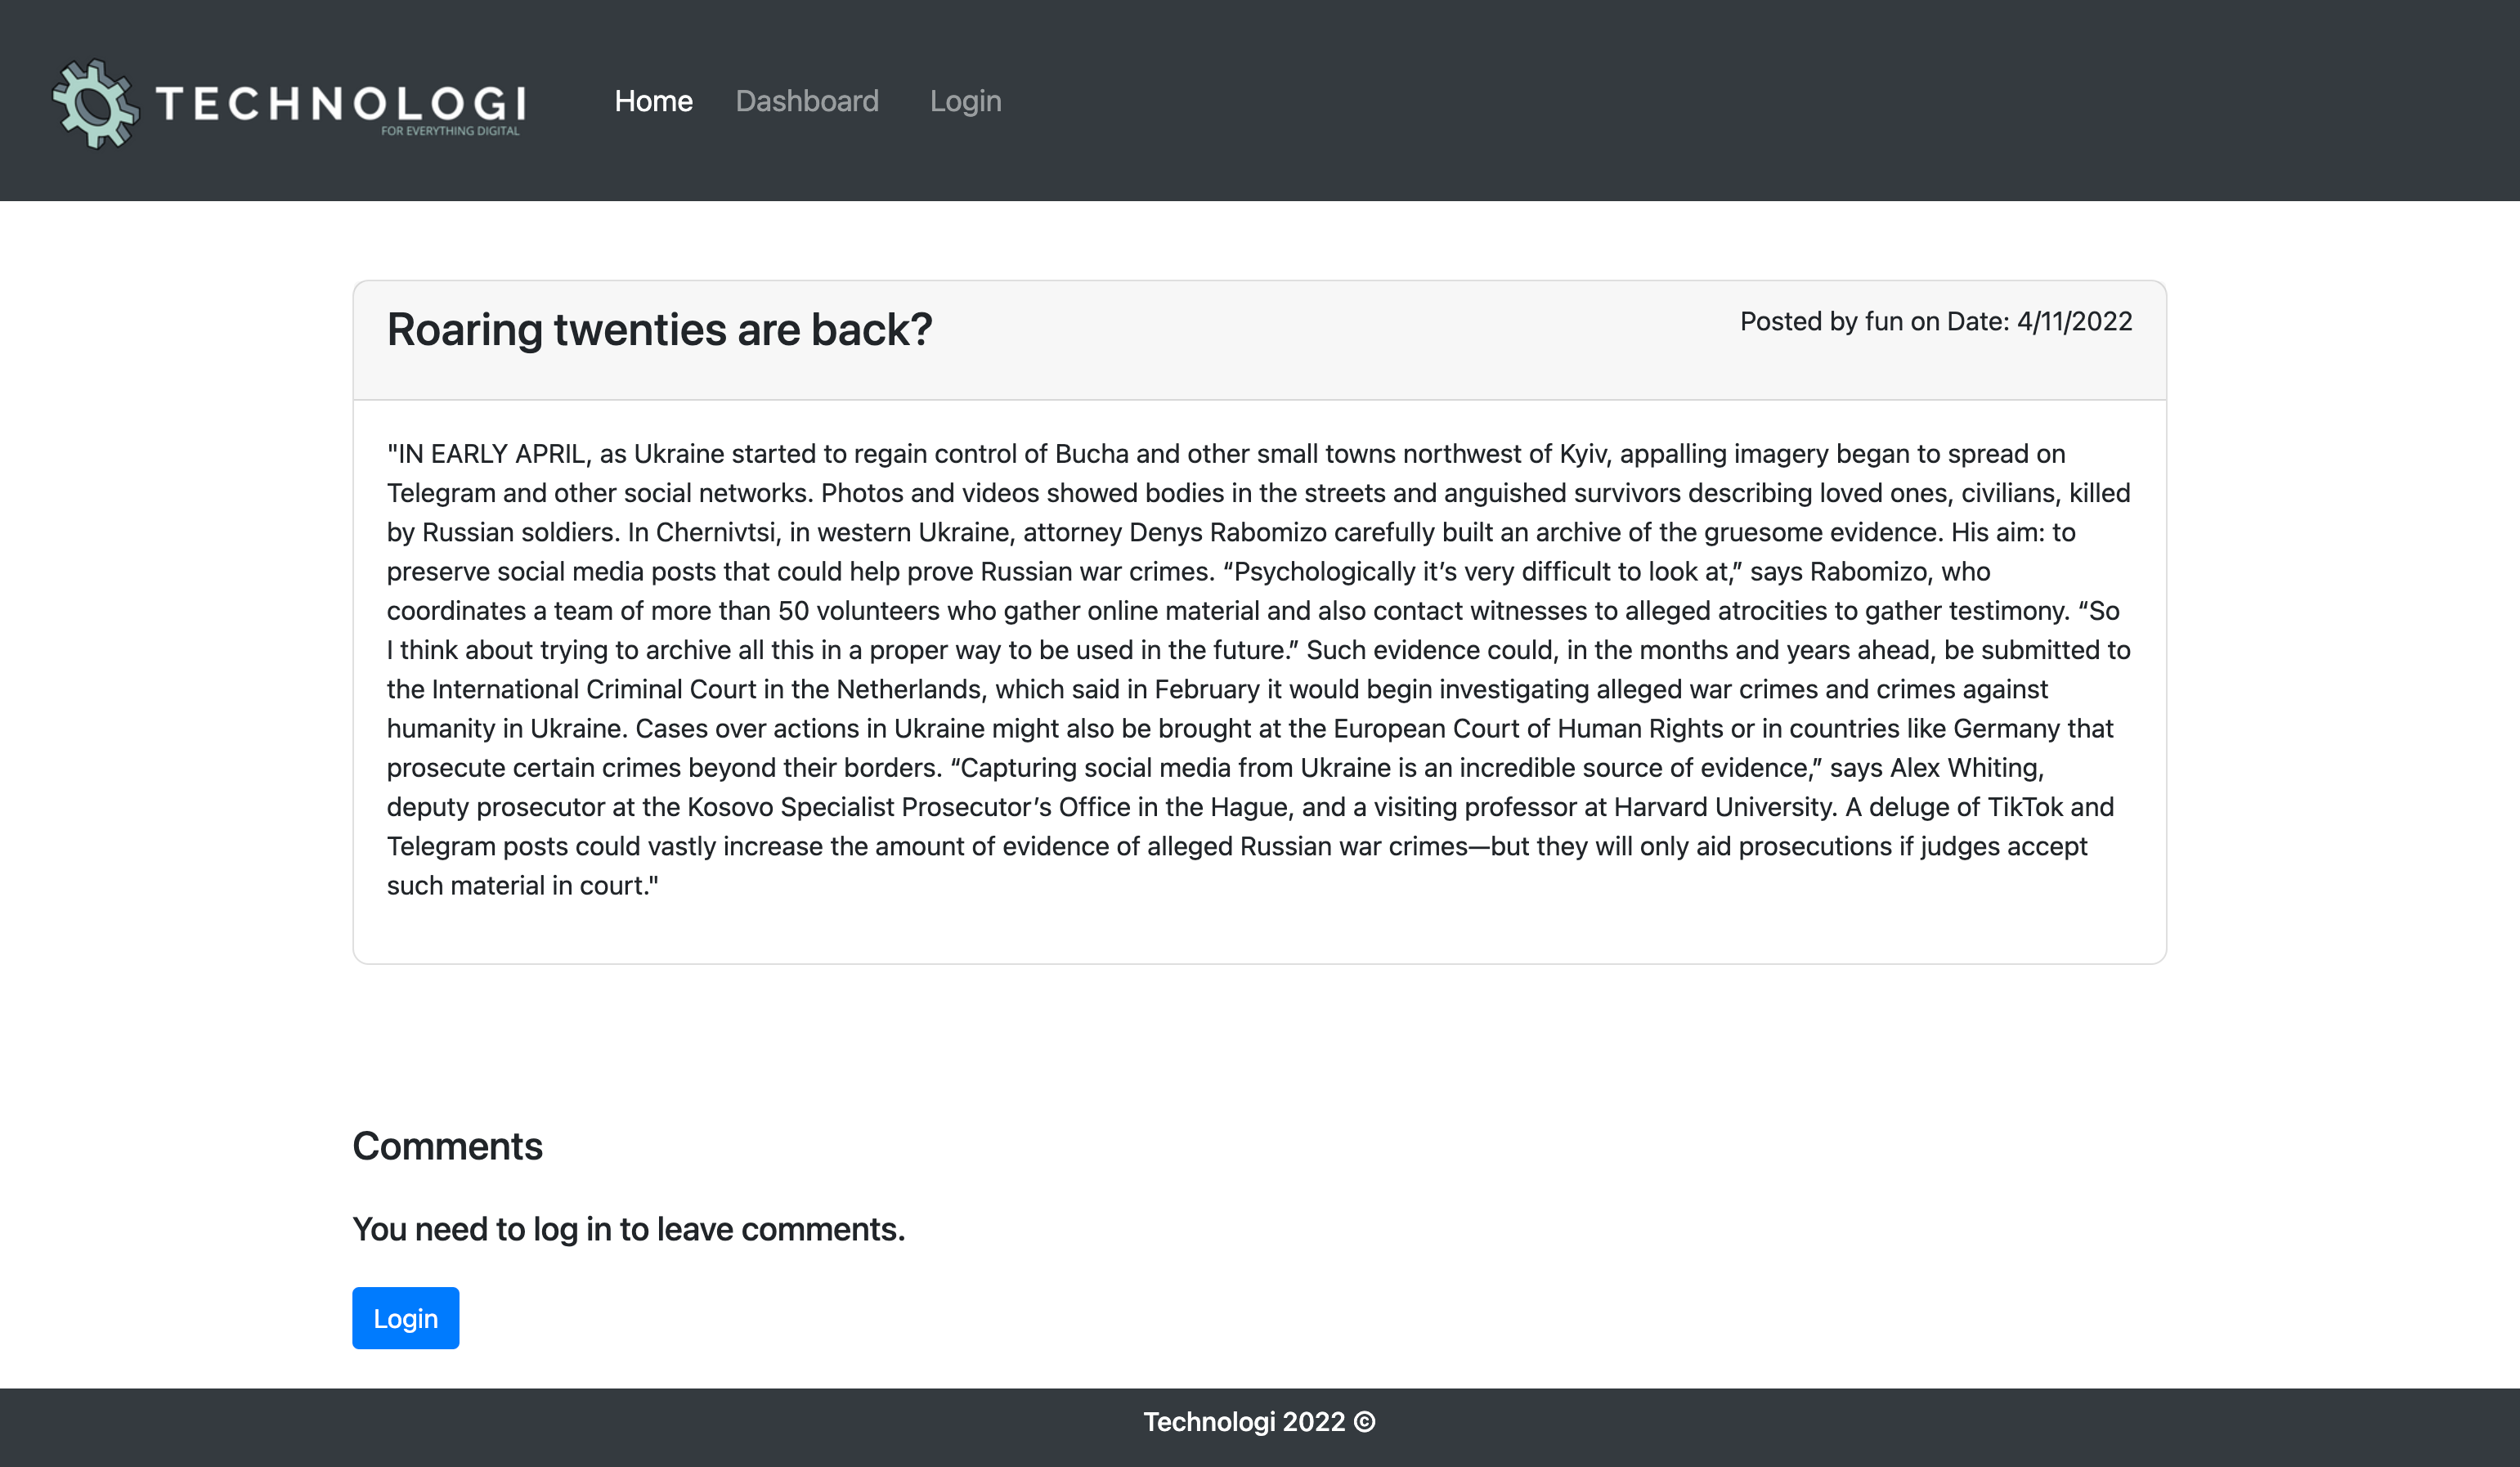 TECHNOLOGI
FOR EVERYTHING DIGITAL
Home Dashboard Login
Roaring twenties are back?
Posted by fun on Date: 4/11/2022
"IN EARLY APRIL, as Ukraine started to regain control of Bucha and other small towns northwest of Kyiv, appalling imagery began to spread on
Telegram and other social networks. Photos and videos showed bodies in the streets and anguished survivors describing loved ones, civilians, killed
by Russian soldiers. In Chernivtsi, in western Ukraine, attorney Denys Rabomizo carefully built an archive of the gruesome evidence. His aim: to
preserve social media posts that could help prove Russian war crimes. “Psychologically it’s very difficult to look at,” says Rabomizo, who
coordinates a team of more than 50 volunteers who gather online material and also contact witnesses to alleged atrocities to gather testimony. “So
I think about trying to archive all this in a proper way to be used in the future.” Such evidence could, in the months and years ahead, be submitted to
the International Criminal Court in the Netherlands, which said in February it would begin investigating alleged war crimes and crimes against
humanity in Ukraine. Cases over actions in Ukraine might also be brought at the European Court of Human Rights or in countries like Germany that
prosecute certain crimes beyond their borders. “Capturing social media from Ukraine is an incredible source of evidence,” says Alex Whiting,
deputy prosecutor at the Kosovo Specialist Prosecutor’s Office in the Hague, and a visiting professor at Harvard University. A deluge of TikTok and
Telegram posts could vastly increase the amount of evidence of alleged Russian war crimes—but they will only aid prosecutions if judges accept
such material in court."
Comments
You need to log in to leave comments.
Login
Technologi 2022 ©